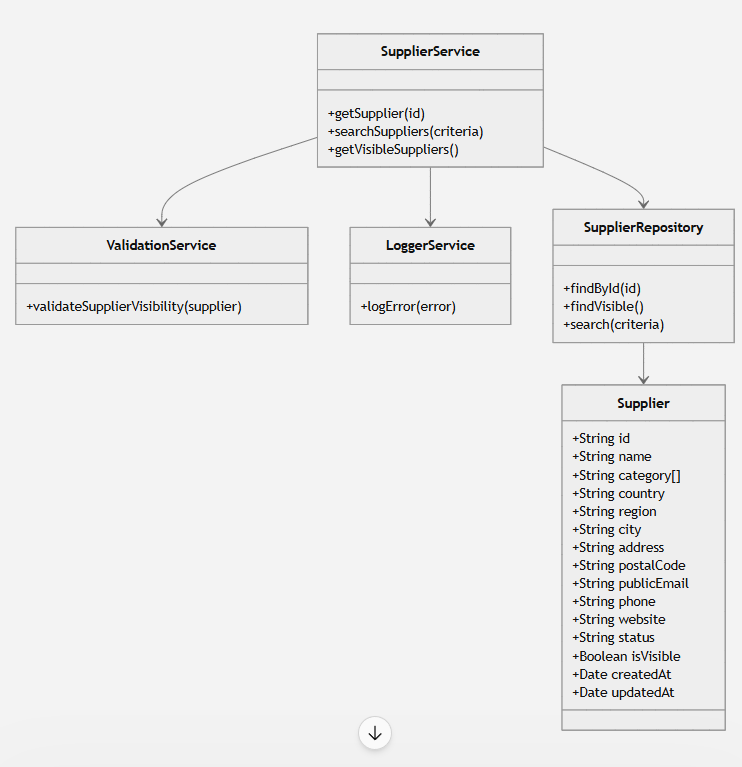 SupplierService
+getSupplier(id)
+searchSuppliers(criteria)
+getVisibleSuppliers()
ValidationService
+validateSupplierVisibility(supplier)
LoggerService
+logError(error)
SupplierRepository
+findById(id)
+findVisible()
+search(criteria)
Supplier
+String id
+String name
+String category[]
+String country
+String region
+String city
+String address
+String postalCode
+String publicEmail
+String phone
+String website
+String status
+Boolean isVisible
+Date createdAt
+Date updatedAt